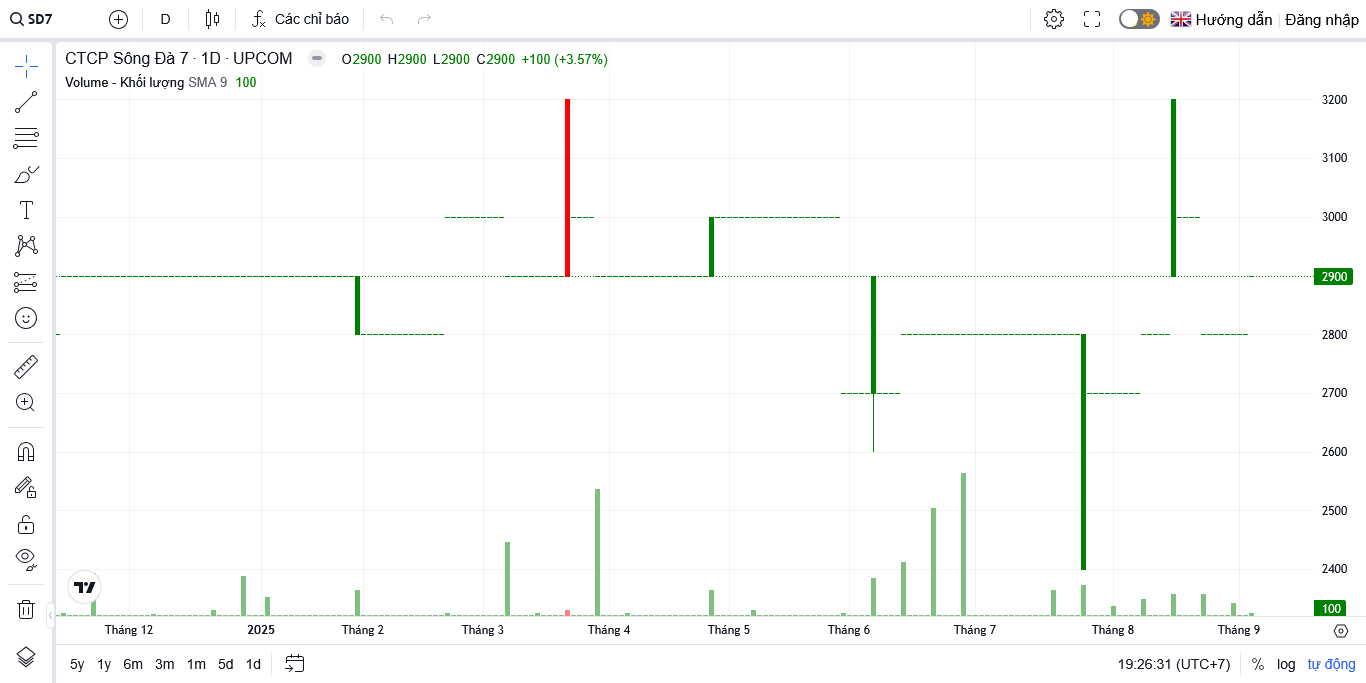 SD7 D Các chỉ báo Hướng dẫn Đăng nhập
CTCP Sông Đà 7 · 1D · UPCOM O2900 H2900 L2900 C2900 +100 (+3.57%)
Volume - Khối lượng SMA 9 100
3200
3100
3000
2900
2800
2700
2600
2500
2400
100
Tháng 12 2025 Tháng 2 Tháng 3 Tháng 4 Tháng 5 Tháng 6 Tháng 7 Tháng 8 Tháng 9
5y 1y 6m 3m 1m 5d 1d 19:26:31 (UTC+7) % log tự động